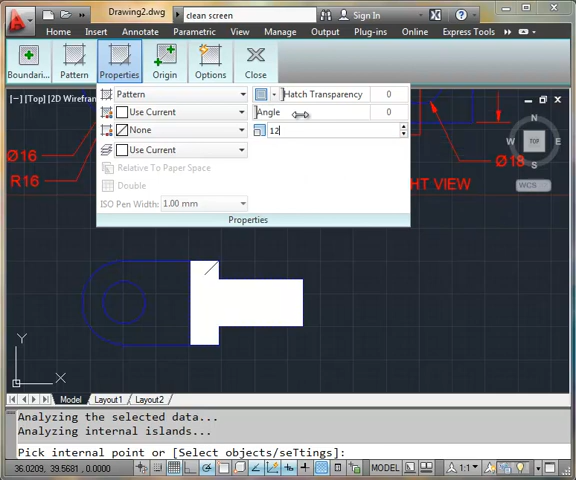 Drawing2.dwg
clean screen
Sign In
Home Insert Annotate Parametric View Manage Output Plug-ins Online Express Tools
Boundari... Pattern Properties Origin Options Close
Pattern
Hatch Transparency 0
Use Current
Angle 0
None
12
Use Current
Relative To Paper Space
Double
ISO Pen Width: 1.00 mm
Properties
[−] [Top] [2D Wirefram
Ø16
R16
Ø18
HT VIEW
N
W TOP E
S
WCS
Y
X
Model Layout1 Layout2
Analyzing the selected data...
Analyzing internal islands...
Pick internal point or [Select objects/seTtings]:
36.0209, 39.5681, 0.0000
MODEL
1:1